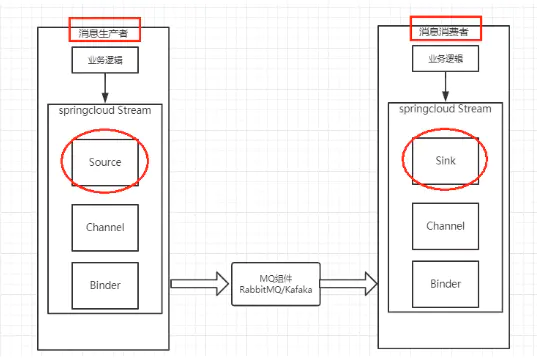 消息生产者
业务逻辑
springcloud Stream
Source
Channel
Binder
MQ组件
RabbitMQ/Kafaka
消息消费者
业务逻辑
springcloud Stream
Sink
Channel
Binder